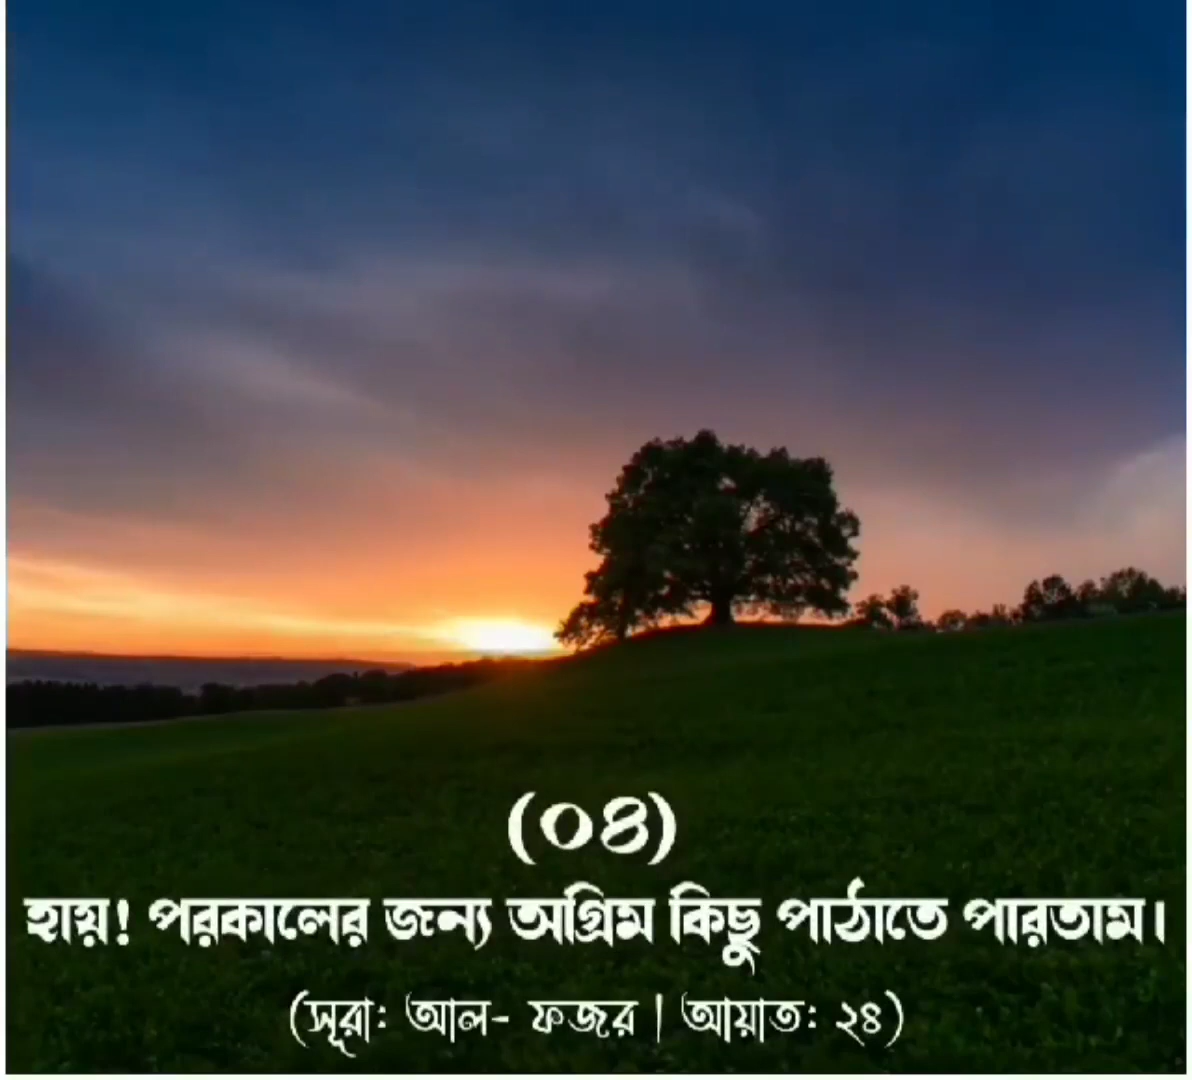 (০৪)
হায়! পরকালের জন্য অগ্রিম কিছু পাঠাতে পারতাম।
(সূরা: আল- ফজর | আয়াত: ২৪)